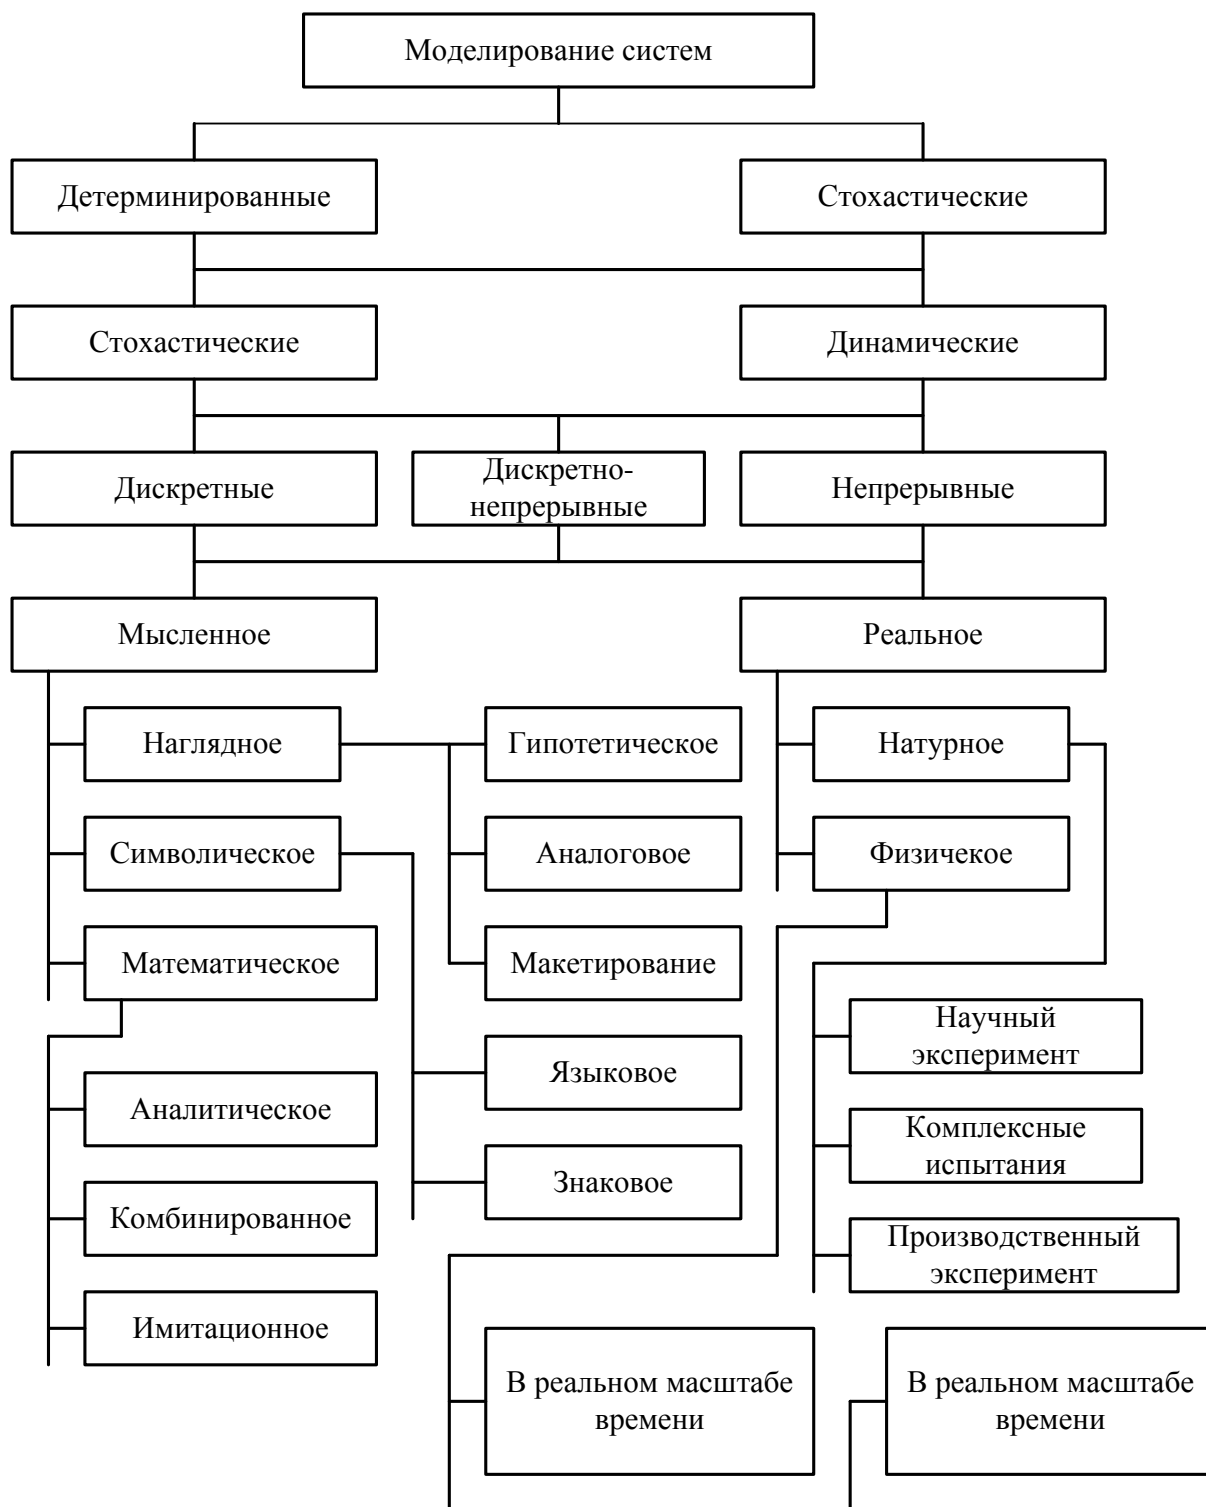 Моделирование систем
Детерминированные
Стохастические
Стохастические
Динамические
Дискретные
Дискретно-
непрерывные
Непрерывные
Мысленное
Реальное
Наглядное
Гипотетическое
Натурное
Символическое
Аналоговое
Физичекое
Математическое
Макетирование
Научный
эксперимент
Языковое
Аналитическое
Комплексные
испытания
Знаковое
Комбинированное
Производственный
эксперимент
Имитационное
В реальном масштабе
времени
В реальном масштабе
времени